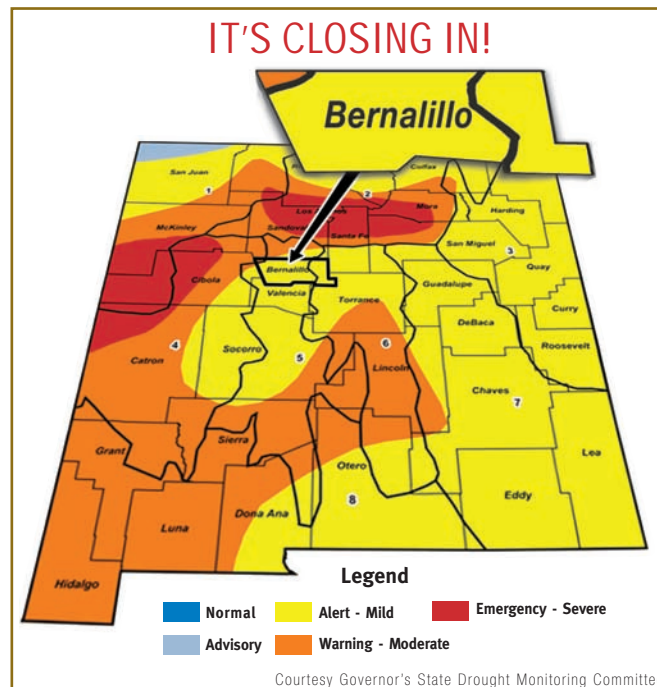 IT'S CLOSING IN!
Bernalillo
San Juan
1
2
Colfax
Los
Mora
Harding
McKinley
Sandoval
Santa Fe
San Miguel
3
Bernalillo
Quay
Cibola
Valencia
Guadalupe
Torrance
Curry
DeBaca
4
Socorro
5
6
Roosevelt
Catron
Lincoln
Chaves
7
Grant
Sierra
Otero
Lea
Luna
Dona Ana
8
Eddy
Hidalgo
Legend
Normal Alert - Mild Emergency - Severe
Advisory Warning - Moderate
Courtesy Governor's State Drought Monitoring Committe